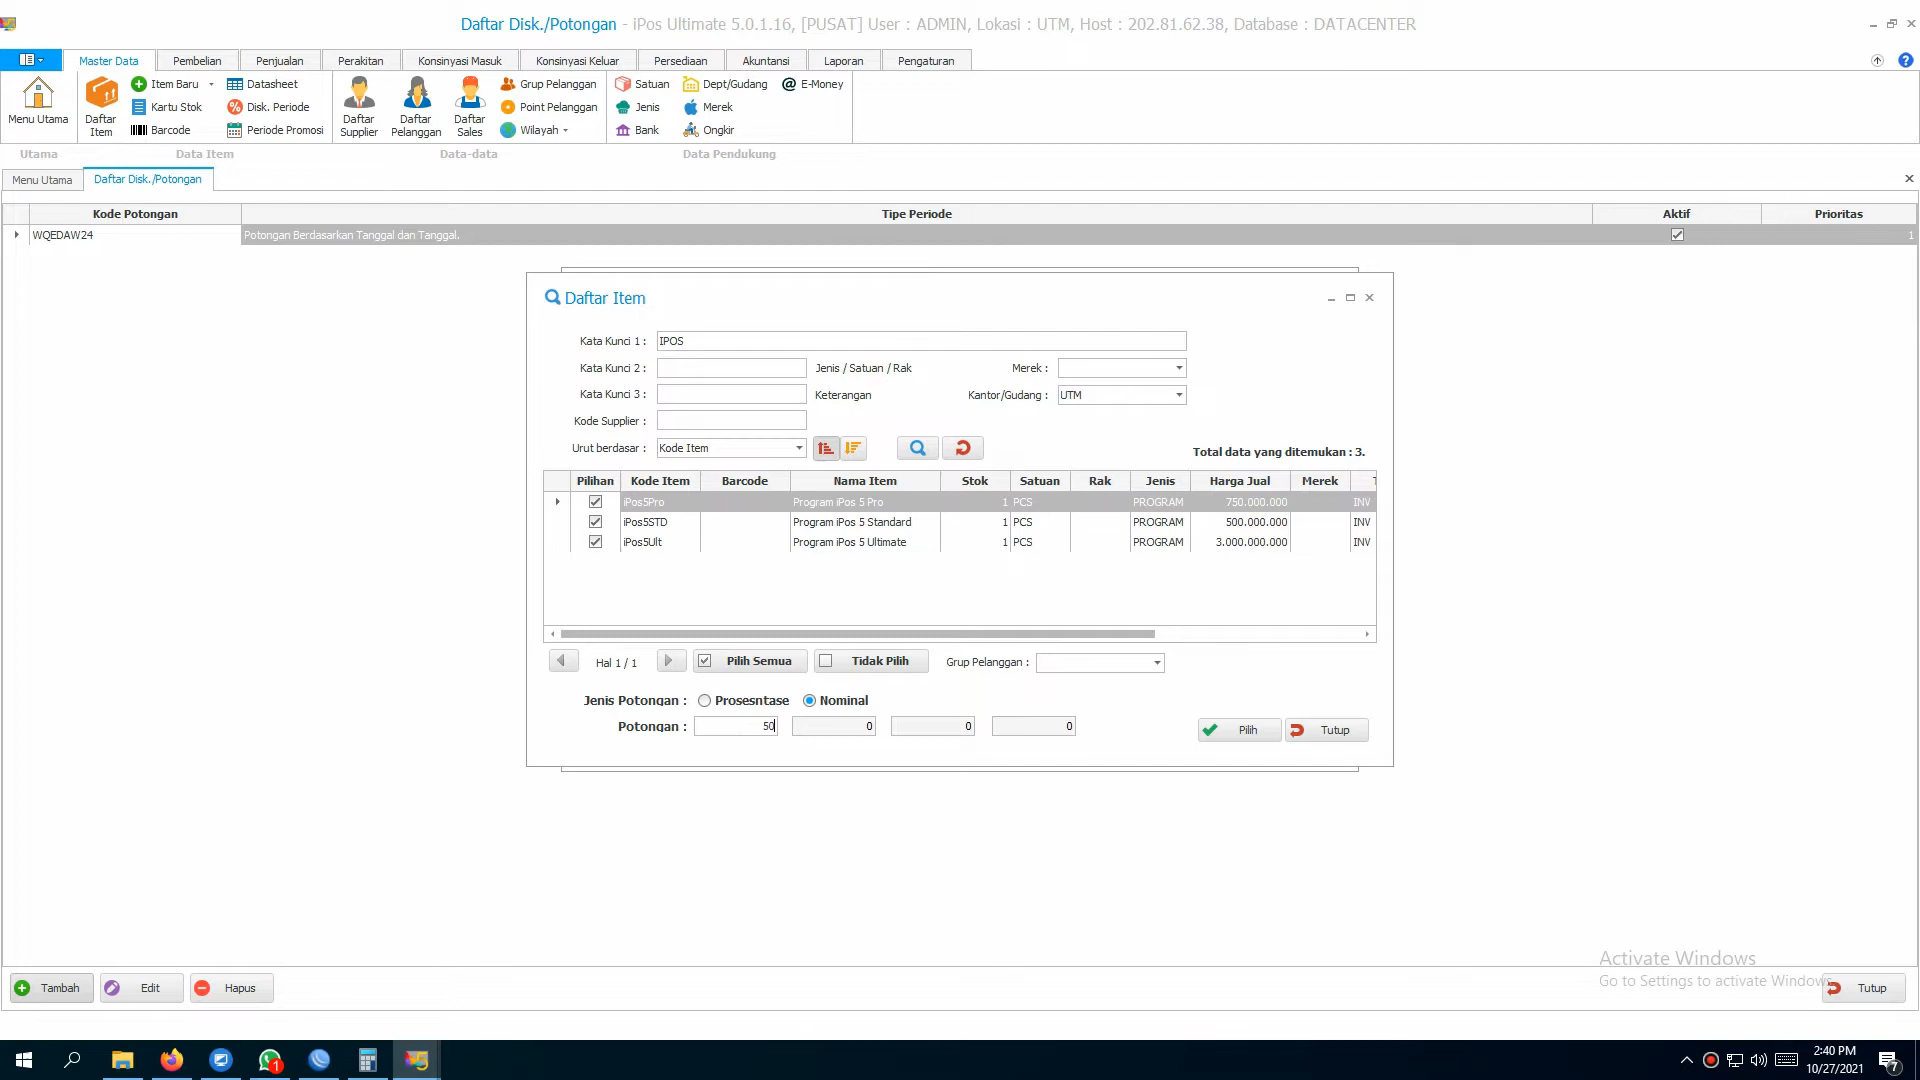 Daftar Disk./Potongan - iPos Ultimate 5.0.1.16, [PUSAT] User : ADMIN, Lokasi : UTM, Host : 202.81.62.38, Database : DATACENTER
Master Data Pembelian Penjualan Perakitan Konsinyasi Masuk Konsinyasi Keluar Persediaan Akuntansi Laporan Pengaturan
Item Baru Datasheet Grup Pelanggan Satuan Dept/Gudang E-Money
Kartu Stok Disk. Periode Point Pelanggan Jenis Merek
Barcode Periode Promosi Wilayah Bank Ongkir
Menu Utama
Daftar Item
Daftar Supplier
Daftar Pelanggan
Daftar Sales
Utama Data Item Data-data Data Pendukung
Menu Utama Daftar Disk./Potongan
Kode Potongan Tipe Periode Aktif Prioritas
WQEDAW24 Potongan Berdasarkan Tanggal dan Tanggal. 1
Daftar Item
Kata Kunci 1 : IPOS
Kata Kunci 2 : Jenis / Satuan / Rak Merek :
Kata Kunci 3 : Keterangan Kantor/Gudang : UTM
Kode Supplier :
Urut berdasar : Kode Item
Total data yang ditemukan : 3.
Pilihan Kode Item Barcode Nama Item Stok Satuan Rak Jenis Harga Jual Merek
iPos5Pro Program iPos 5 Pro 1 PCS PROGRAM 750.000.000 INV
iPos5STD Program iPos 5 Standard 1 PCS PROGRAM 500.000.000 INV
iPos5Ult Program iPos 5 Ultimate 1 PCS PROGRAM 3.000.000.000 INV
Hal 1 / 1 Pilih Semua Tidak Pilih Grup Pelanggan :
Jenis Potongan : Prosesntase Nominal
Potongan : 50 0 0 0
Pilih Tutup
Activate Windows
Go to Settings to activate Windows.
Tambah Edit Hapus Tutup
1
2:40 PM
10/27/2021
7